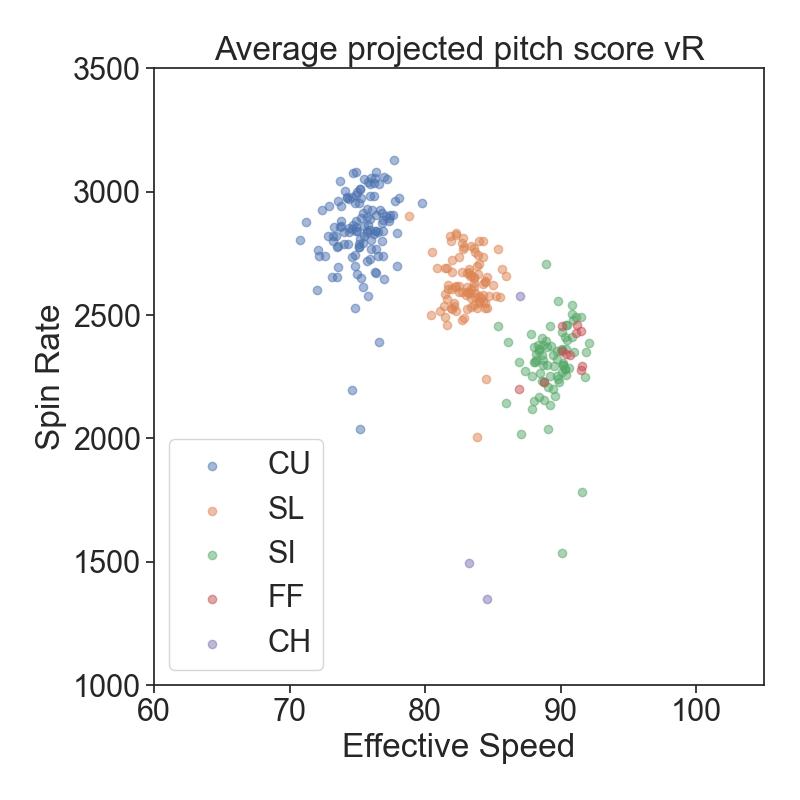 Average projected pitch score vR
3500
3000
2500
2000
1500
1000
Spin Rate
CU
SL
SI
FF
CH
60 70 80 90 100
Effective Speed